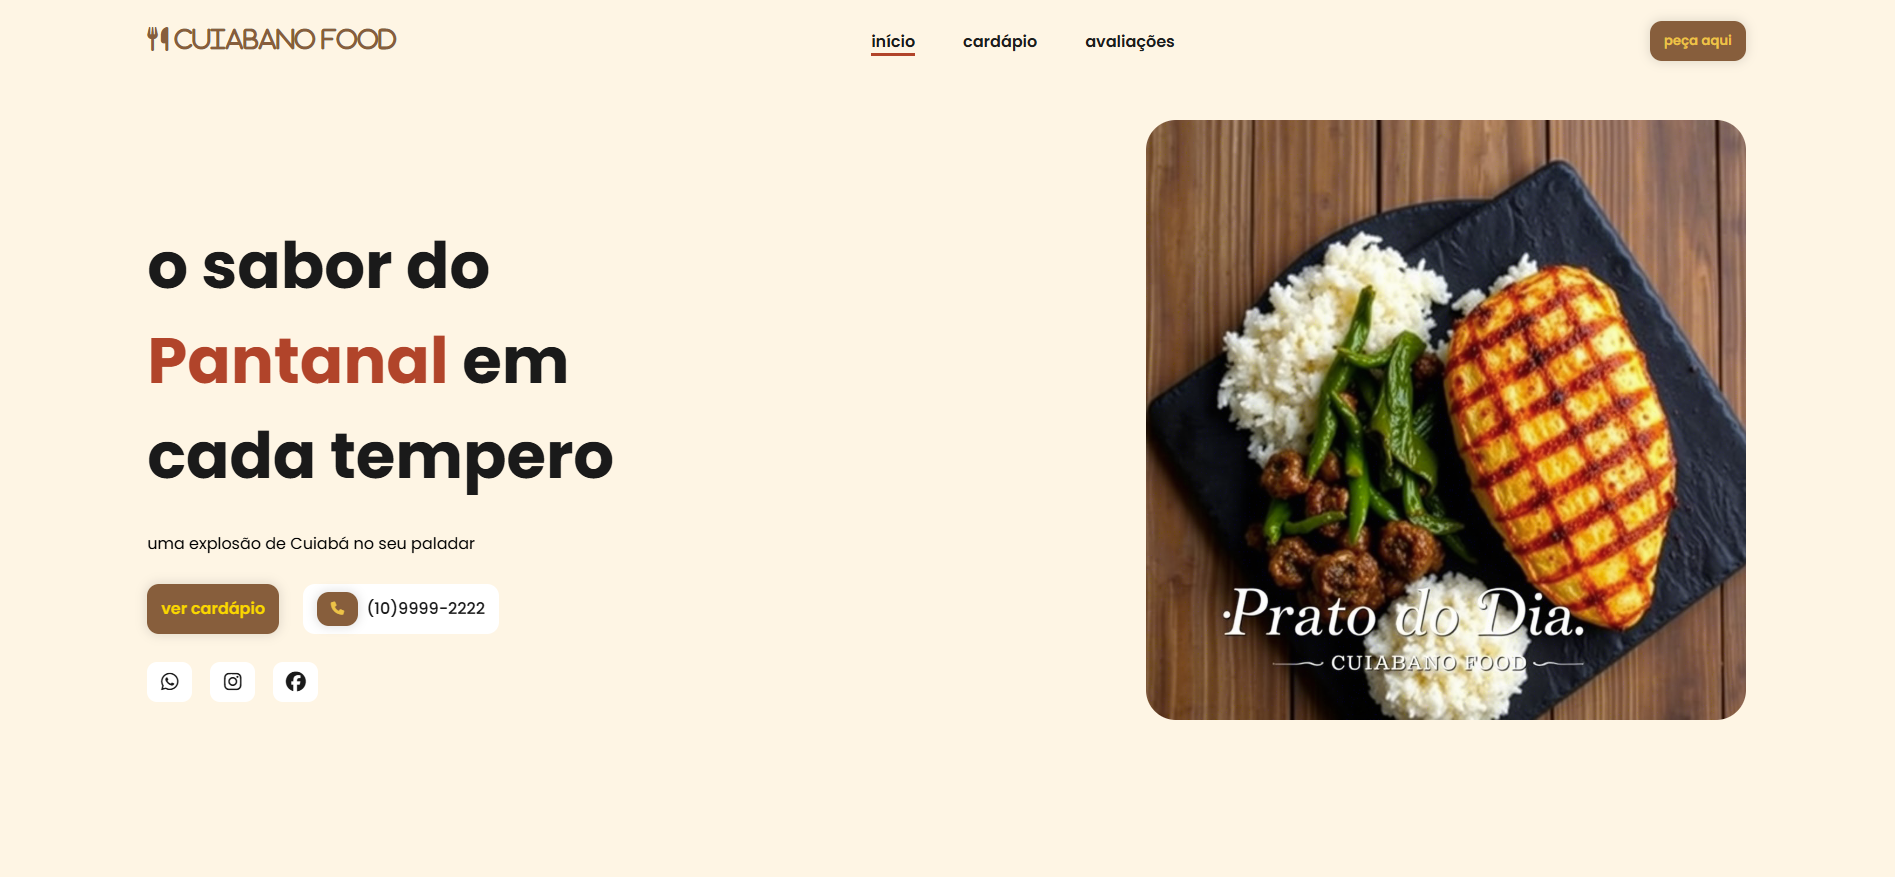 CUIABANO FOOD
início
cardápio
avaliações
peça aqui
o sabor do
Pantanal em
cada tempero
uma explosão de Cuiabá no seu paladar
ver cardápio
(10)9999-2222
·Prato do Dia.
CUIABANO FOOD